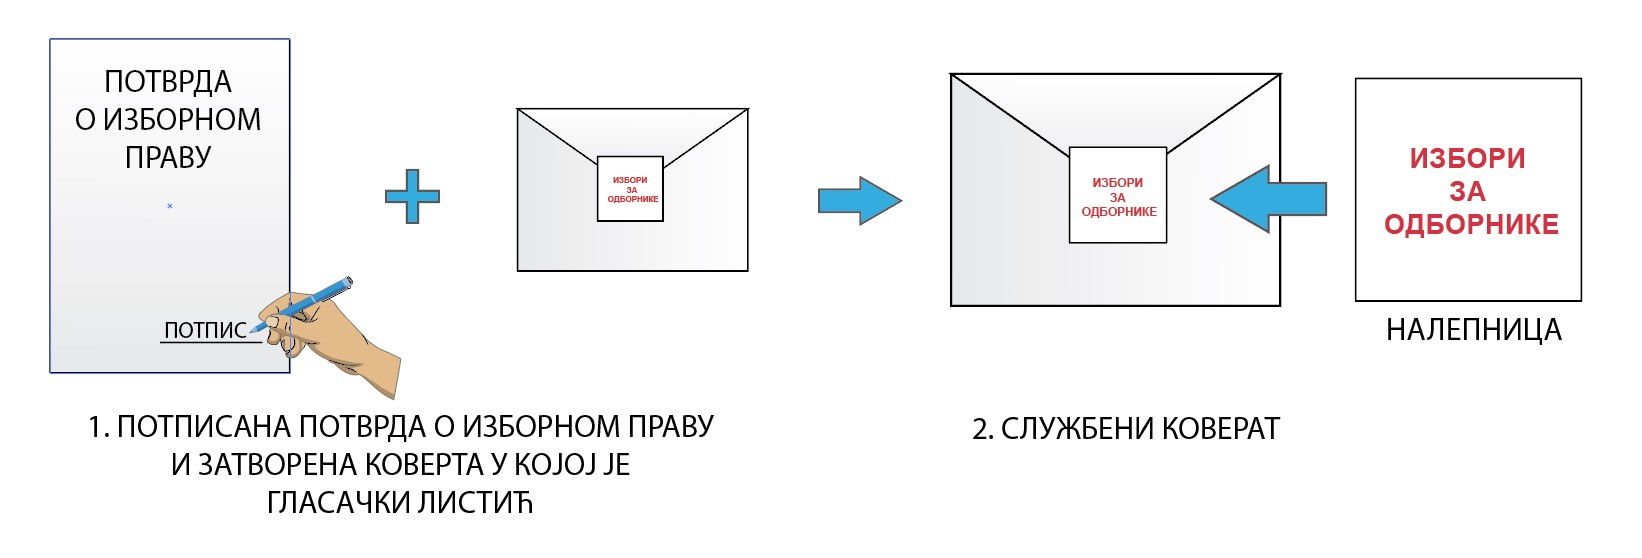 ПОТВРДА
О ИЗБОРНОМ
ПРАВУ
ПОТПИС
ИЗБОРИ
ЗА
ОДБОРНИКЕ
ИЗБОРИ
ЗА
ОДБОРНИКЕ
ИЗБОРИ
ЗА
ОДБОРНИКЕ
НАЛЕПНИЦА
1. ПОТПИСАНА ПОТВРДА О ИЗБОРНОМ ПРАВУ
И ЗАТВОРЕНА КОВЕРТА У КОЈОЈ ЈЕ
ГЛАСАЧКИ ЛИСТИЋ
2. СЛУЖБЕНИ КОВЕРАТ